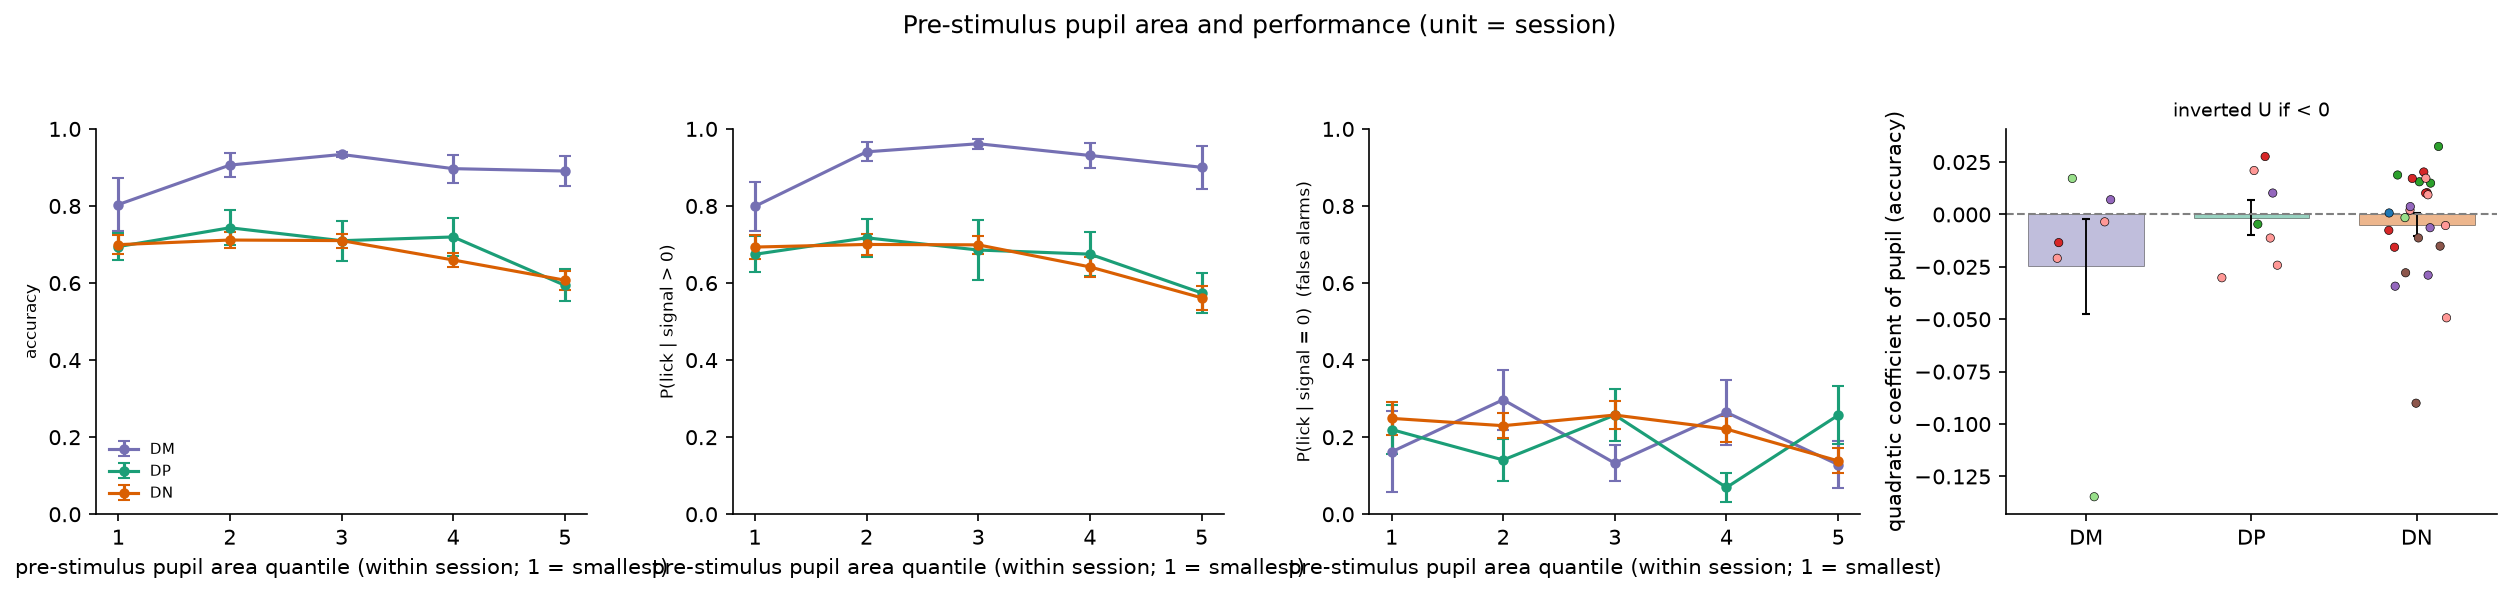 Pre-stimulus pupil area and performance (unit = session)
accuracy
1.0
0.8
0.6
0.4
0.2
0.0
DM
DP
DN
1 2 3 4 5
pre-stimulus pupil area quantile (within session; 1 = smallest)
P(lick | signal > 0)
1.0
0.8
0.6
0.4
0.2
0.0
1 2 3 4 5
pre-stimulus pupil area quantile (within session; 1 = smallest)
P(lick | signal = 0) (false alarms)
1.0
0.8
0.6
0.4
0.2
0.0
1 2 3 4 5
pre-stimulus pupil area quantile (within session; 1 = smallest)
inverted U if < 0
quadratic coefficient of pupil (accuracy)
0.025
0.000
−0.025
−0.050
−0.075
−0.100
−0.125
DM DP DN